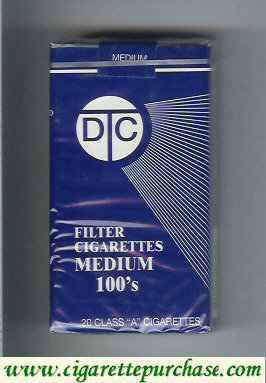 MEDIUM
DTC
FILTER
CIGARETTES
MEDIUM
100's
20 CLASS "A" CIGARETTES
www.cigarettepurchase.com